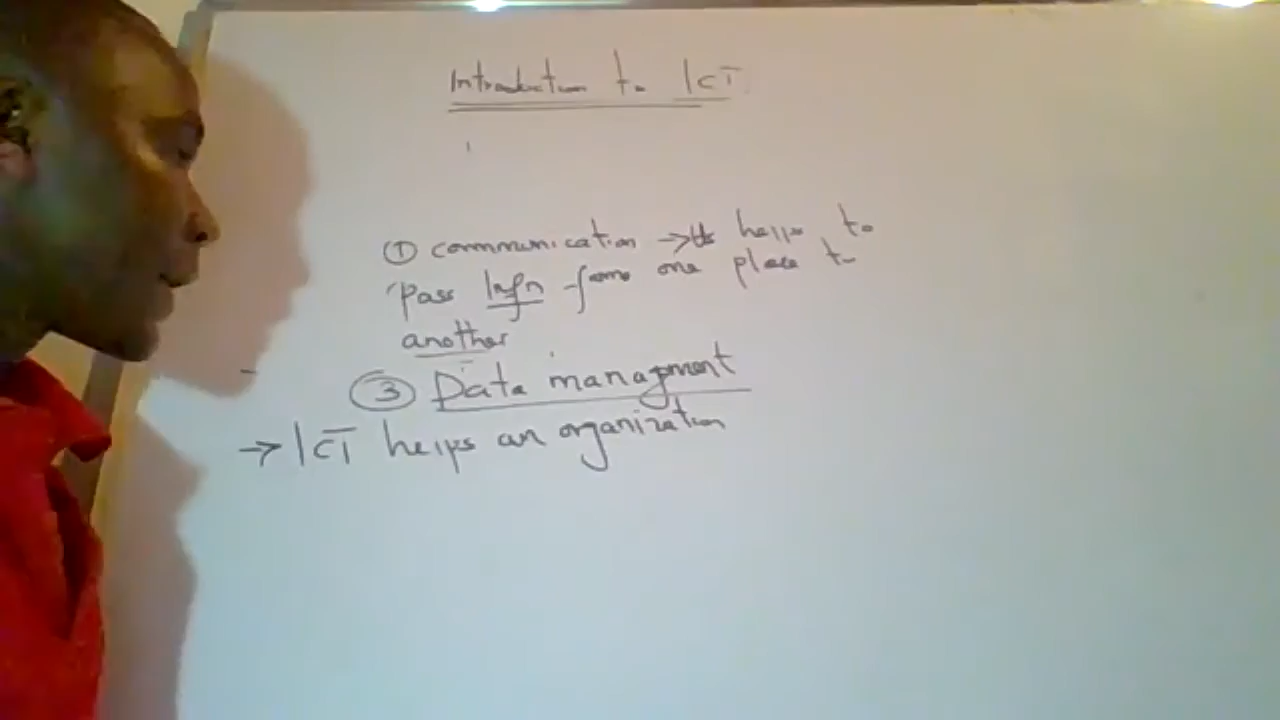 Introduction to ICT
① communication → Its helps to
Pass Infn from one place to
another
③ Data managment
→ ICT helps an organization